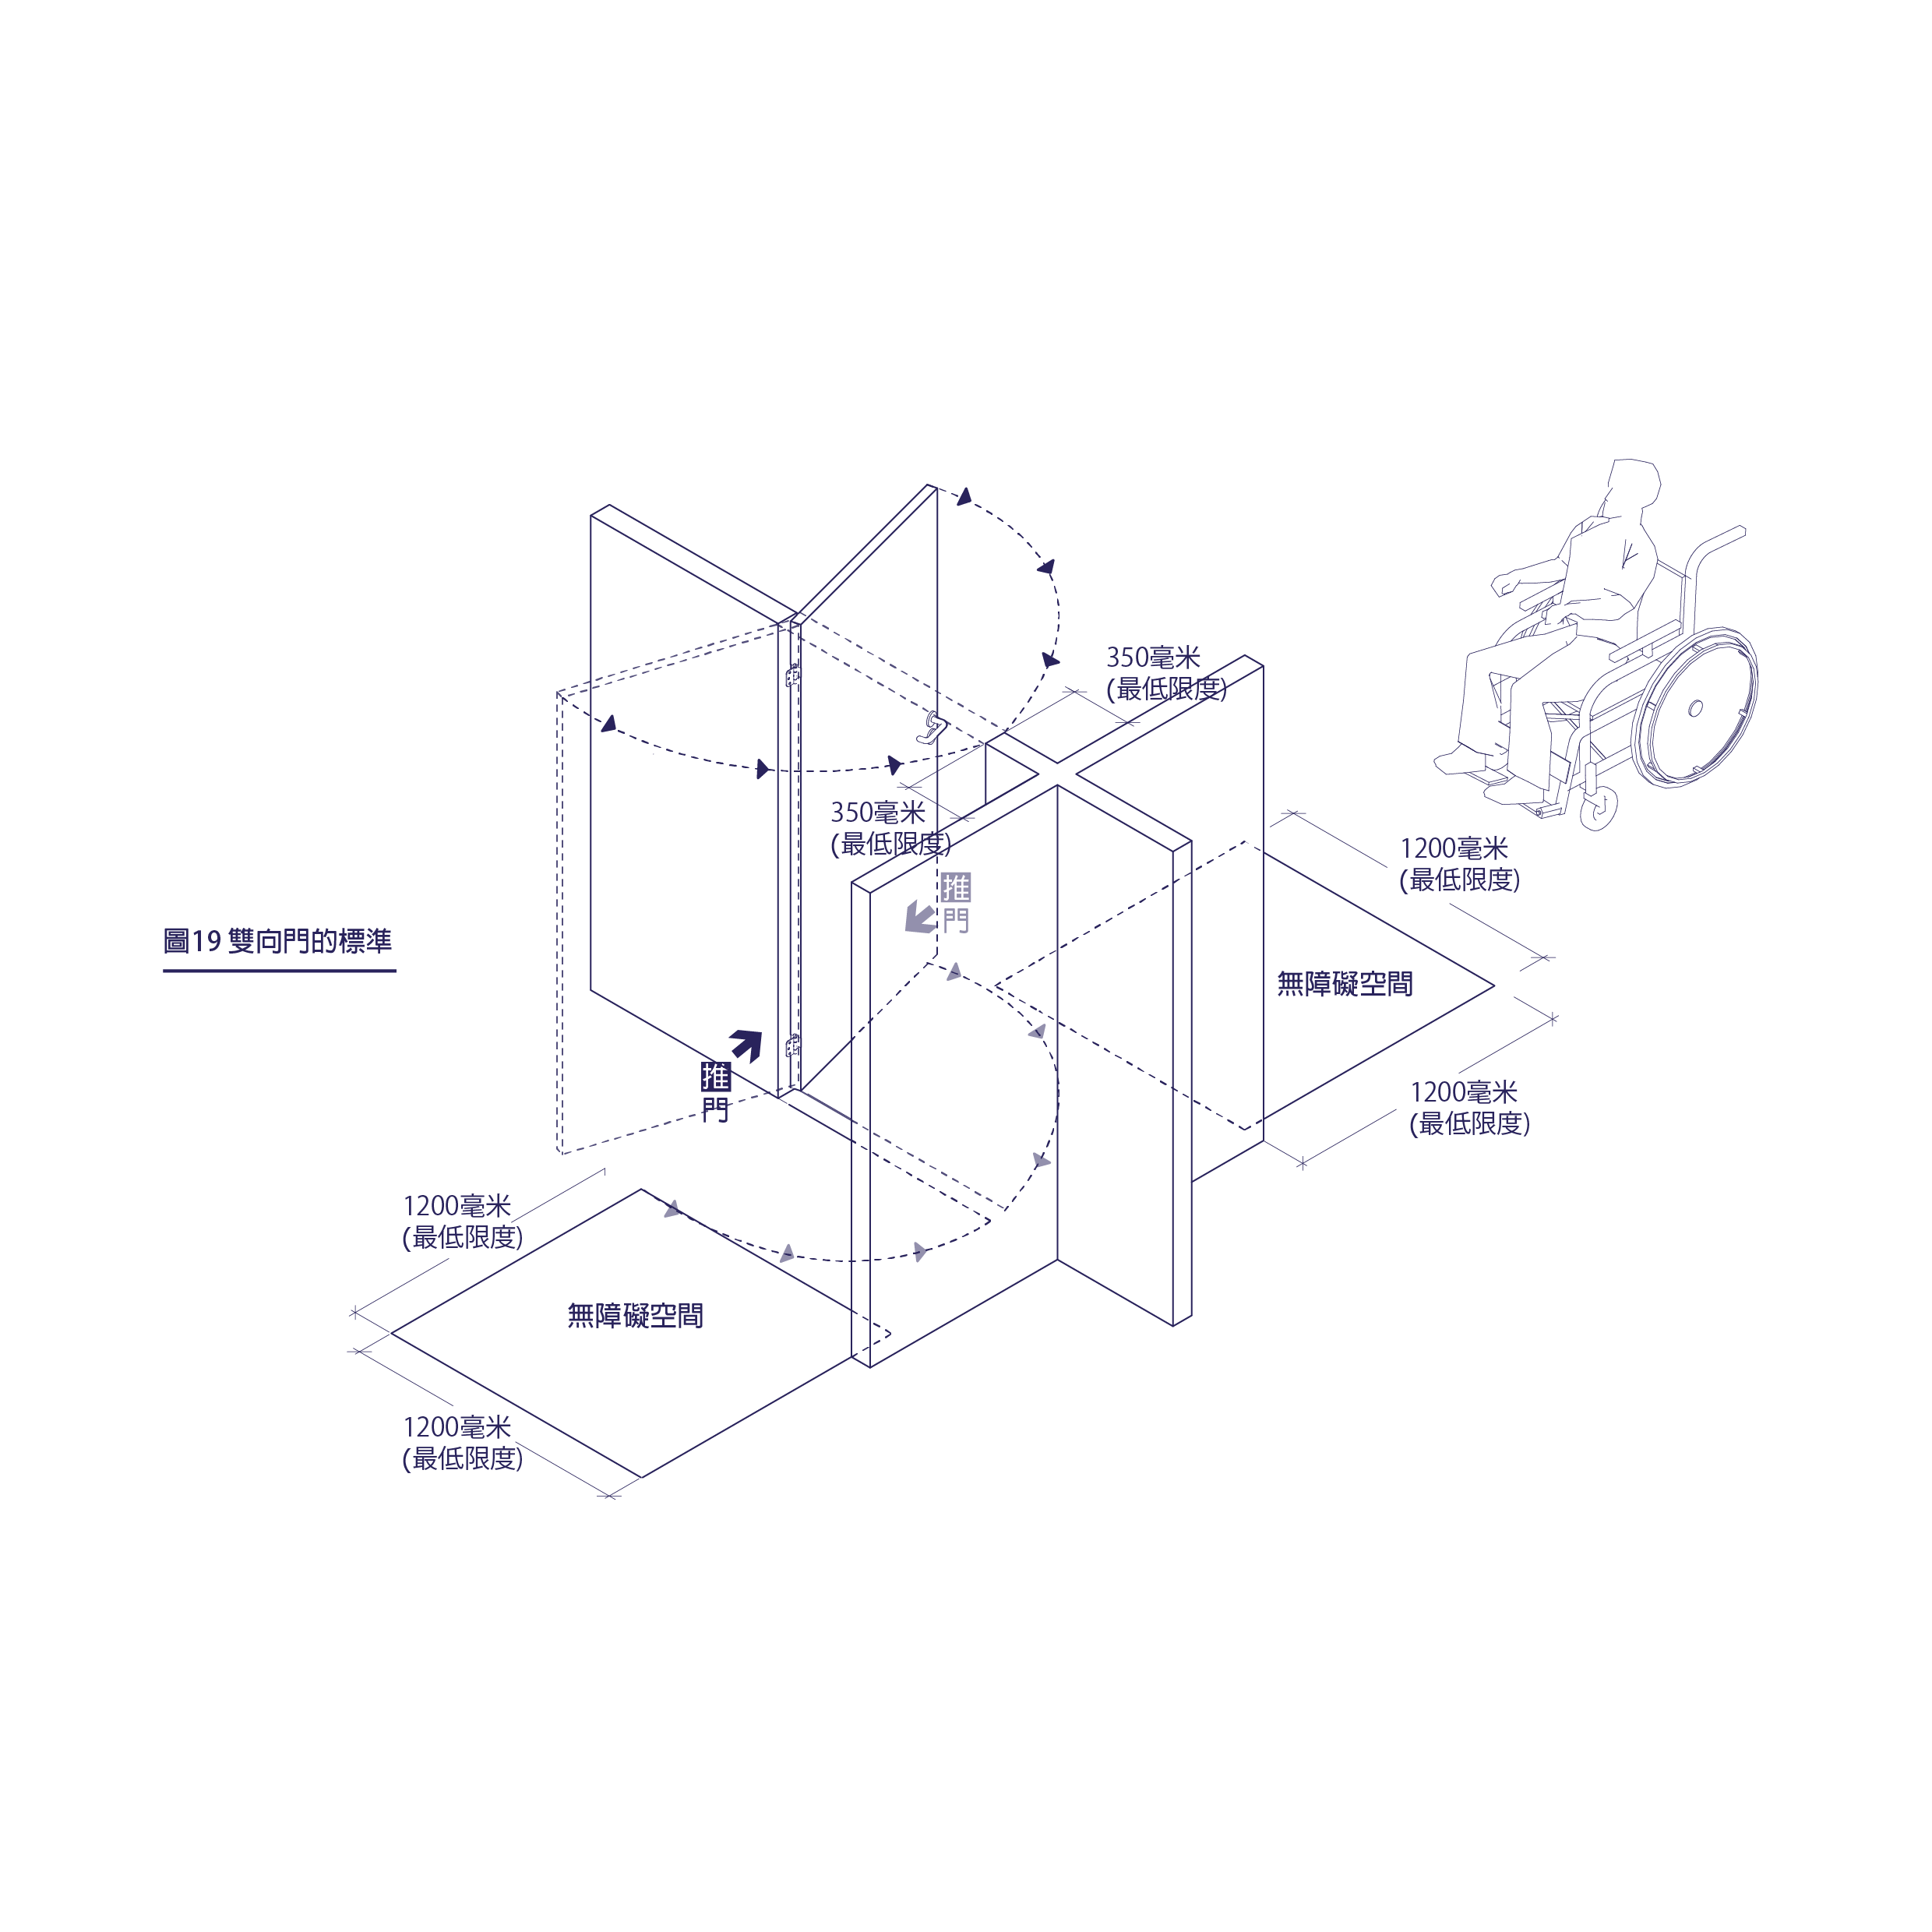 350毫米
(最低限度)
350毫米
(最低限度)
1200毫米
(最低限度)
推
門
圖19 雙向門的標準
無障礙空間
推
門
1200毫米
(最低限度)
1200毫米
(最低限度)
無障礙空間
1200毫米
(最低限度)